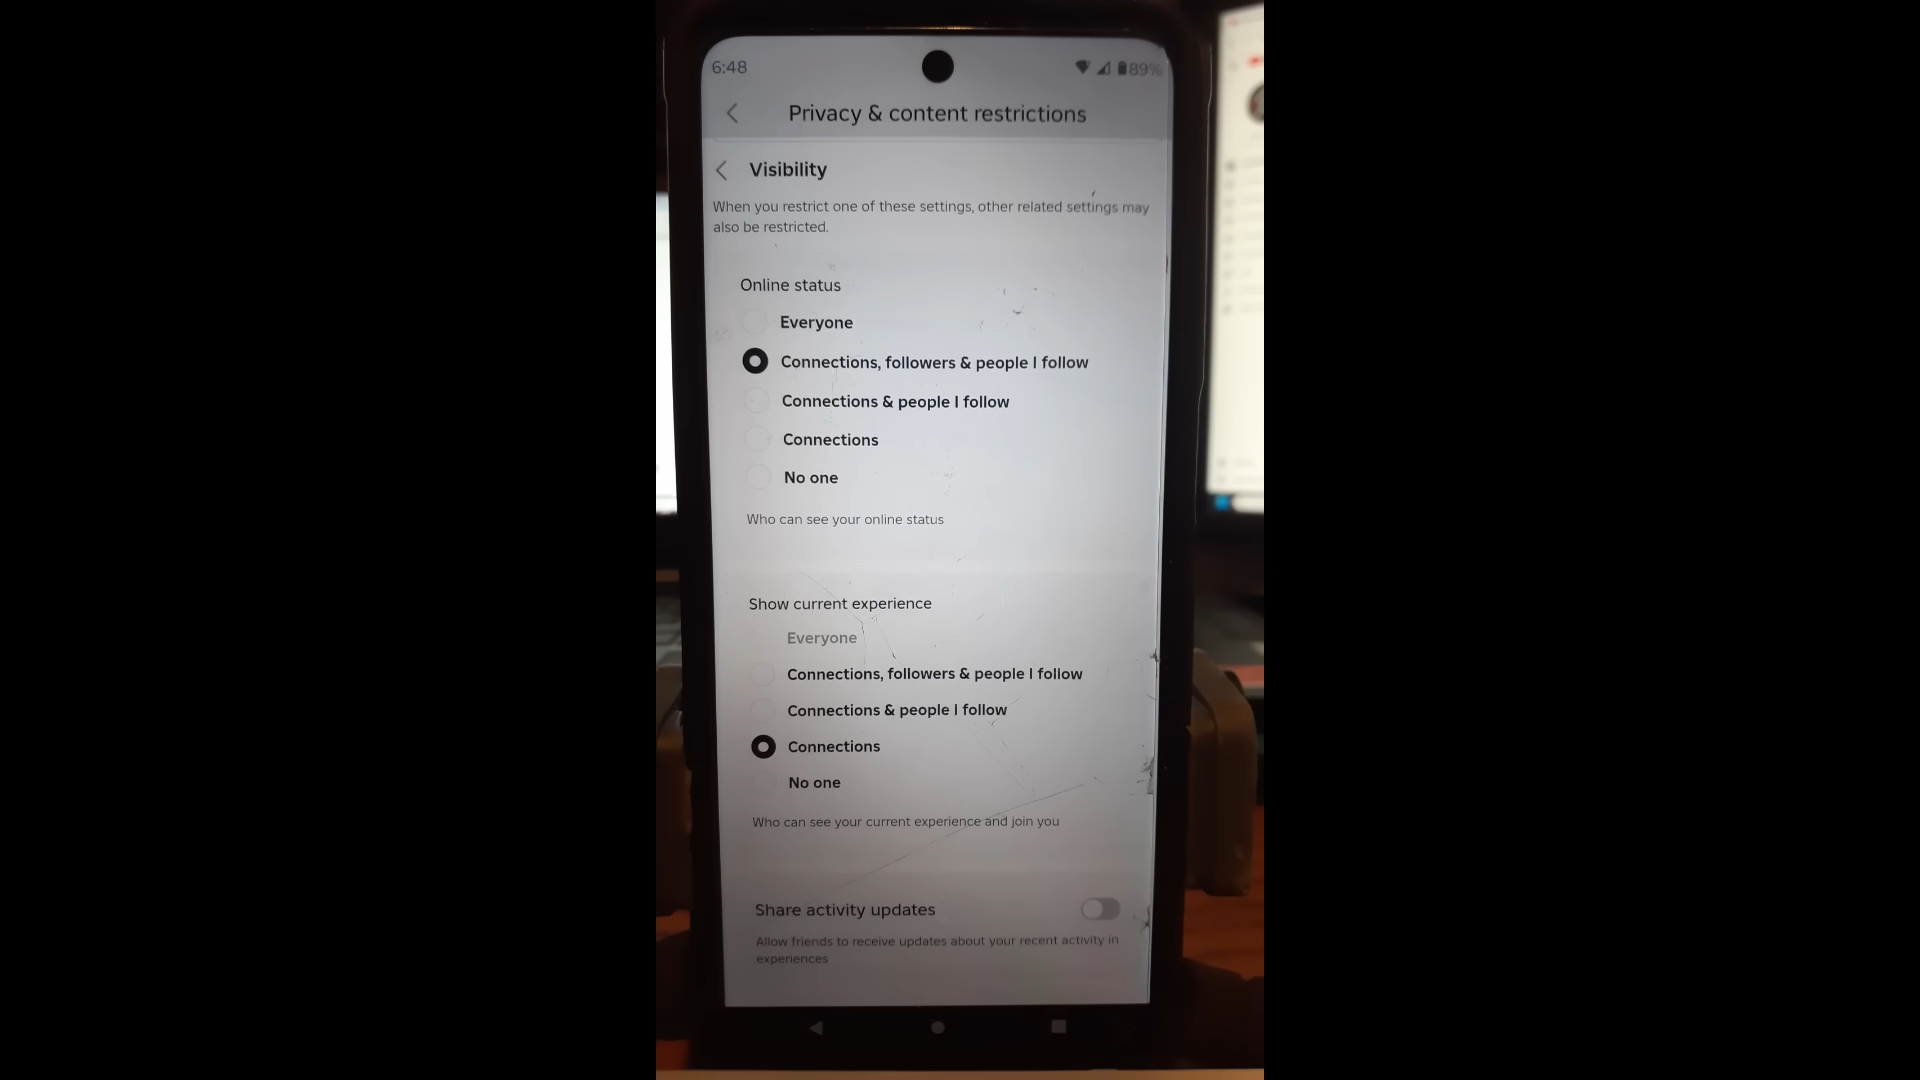 6:48
89%
Privacy & content restrictions
Visibility
When you restrict one of these settings, other related settings may
also be restricted.
Online status
Everyone
Connections, followers & people I follow
Connections & people I follow
Connections
No one
Who can see your online status
Show current experience
Everyone
Connections, followers & people I follow
Connections & people I follow
Connections
No one
Who can see your current experience and join you
Share activity updates
Allow friends to receive updates about your recent activity in
experiences